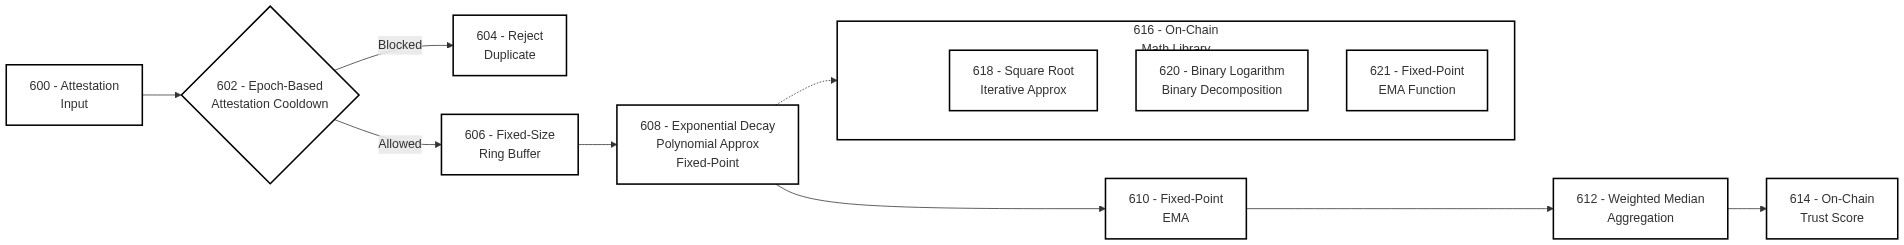 600 - Attestation
Input
602 - Epoch-Based
Attestation Cooldown
Blocked
604 - Reject
Duplicate
Allowed
606 - Fixed-Size
Ring Buffer
608 - Exponential Decay
Polynomial Approx
Fixed-Point
616 - On-Chain
Math Library
618 - Square Root
Iterative Approx
620 - Binary Logarithm
Binary Decomposition
621 - Fixed-Point
EMA Function
610 - Fixed-Point
EMA
612 - Weighted Median
Aggregation
614 - On-Chain
Trust Score